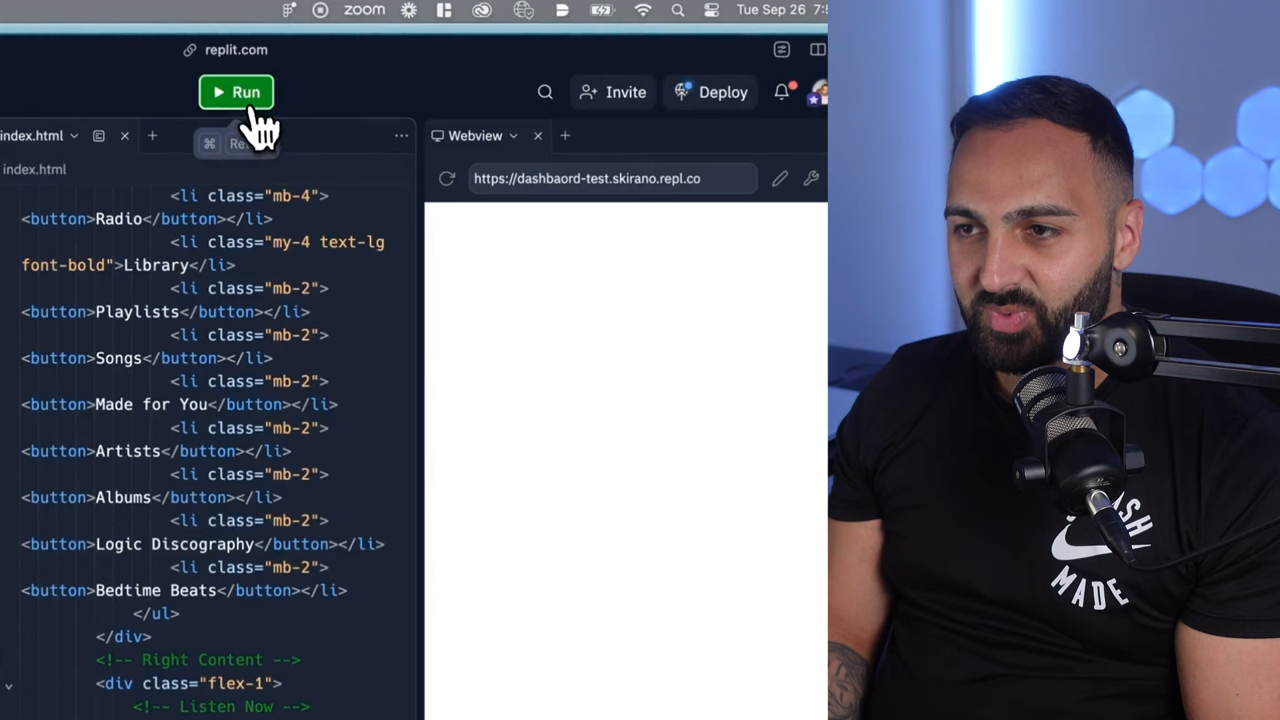 zoom
Tue Sep 26
replit.com
Run
Invite
Deploy
index.html
Webview
index.html
https://dashbaord-test.skirano.repl.co
<li class="mb-4">
<button>Radio</button></li>
<li class="my-4 text-lg
font-bold">Library</li>
<li class="mb-2">
<button>Playlists</button></li>
<li class="mb-2">
<button>Songs</button></li>
<li class="mb-2">
<button>Made for You</button></li>
<li class="mb-2">
<button>Artists</button></li>
<li class="mb-2">
<button>Albums</button></li>
<li class="mb-2">
<button>Logic Discography</button></li>
<li class="mb-2">
<button>Bedtime Beats</button></li>
</ul>
</div>
<!-- Right Content -->
<div class="flex-1">
<!-- Listen Now -->
MADE